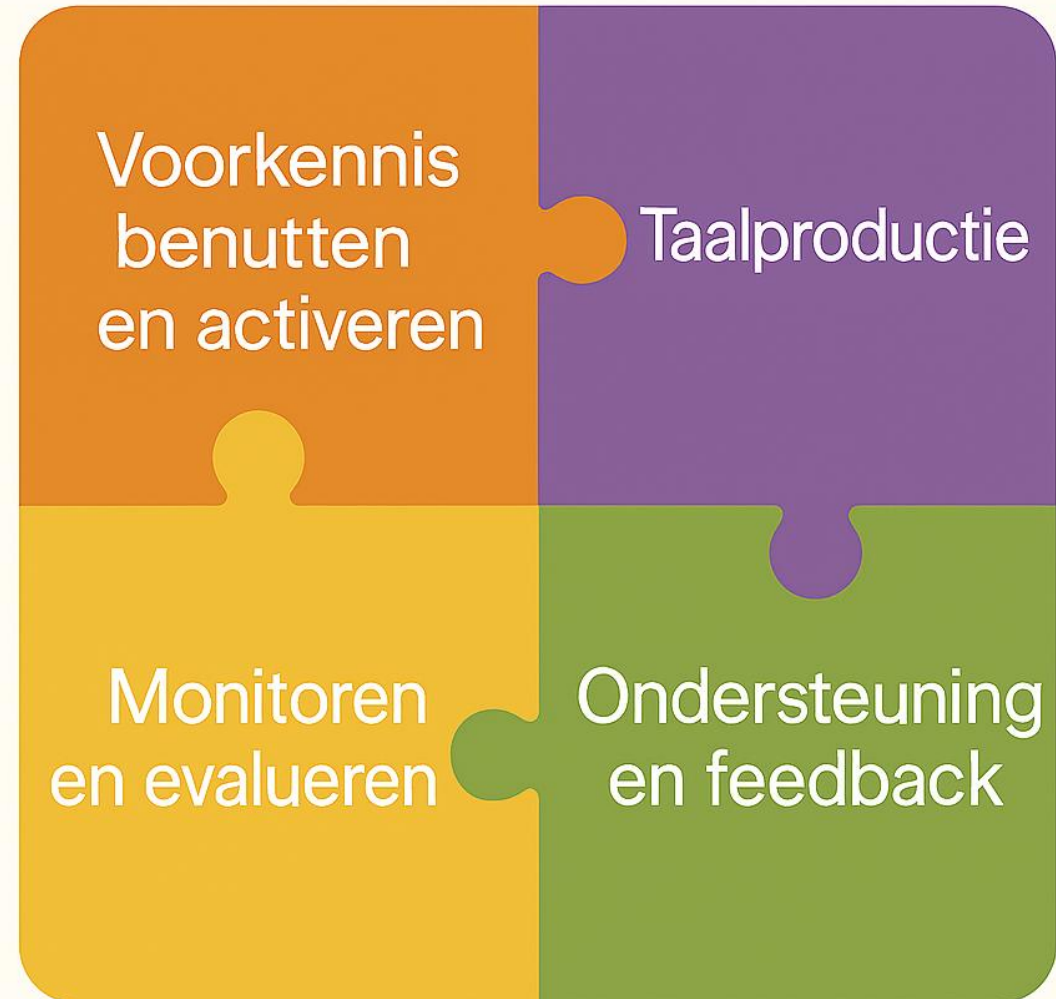 Voorkennis
benutten
en activeren
Taalproductie
Monitoren
en evalueren
Ondersteuning
en feedback